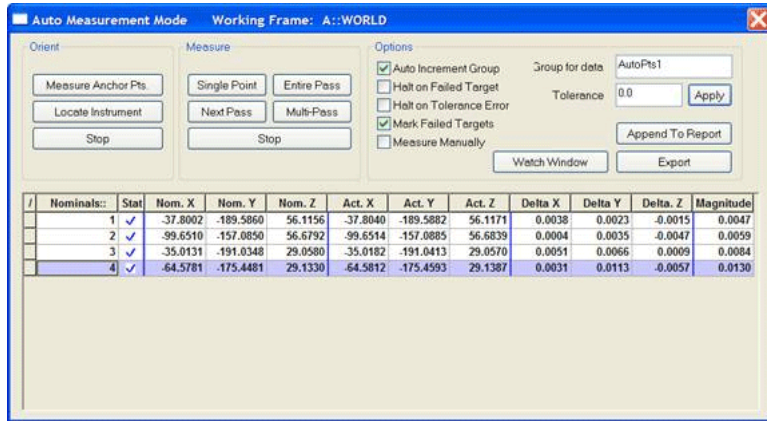 Auto Measurement Mode Working Frame: A::WORLD
Orient
Measure Anchor Pts.
Locate Instrument
Stop
Measure
Single Point Entire Pass
Next Pass Multi-Pass
Stop
Options
Auto Increment Group
Halt on Failed Target
Halt on Tolerance Error
Mark Failed Targets
Measure Manually
Group for data AutoPts1
Tolerance 0.0 Apply
Append To Report
Watch Window Export
/ Nominals:: Stat Nom. X Nom. Y Nom. Z Act. X Act. Y Act. Z Delta X Delta Y Delta. Z Magnitude
1 -37.8002 -189.5860 56.1156 -37.8040 -189.5882 56.1171 0.0038 0.0023 -0.0015 0.0047
2 -99.6510 -157.0850 56.6792 -99.6514 -157.0885 56.6839 0.0004 0.0035 -0.0047 0.0059
3 -35.0131 -191.0348 29.0580 -35.0182 -191.0413 29.0570 0.0051 0.0066 0.0009 0.0084
4 -64.5781 -175.4481 29.1330 -64.5812 -175.4593 29.1387 0.0031 0.0113 -0.0057 0.0130